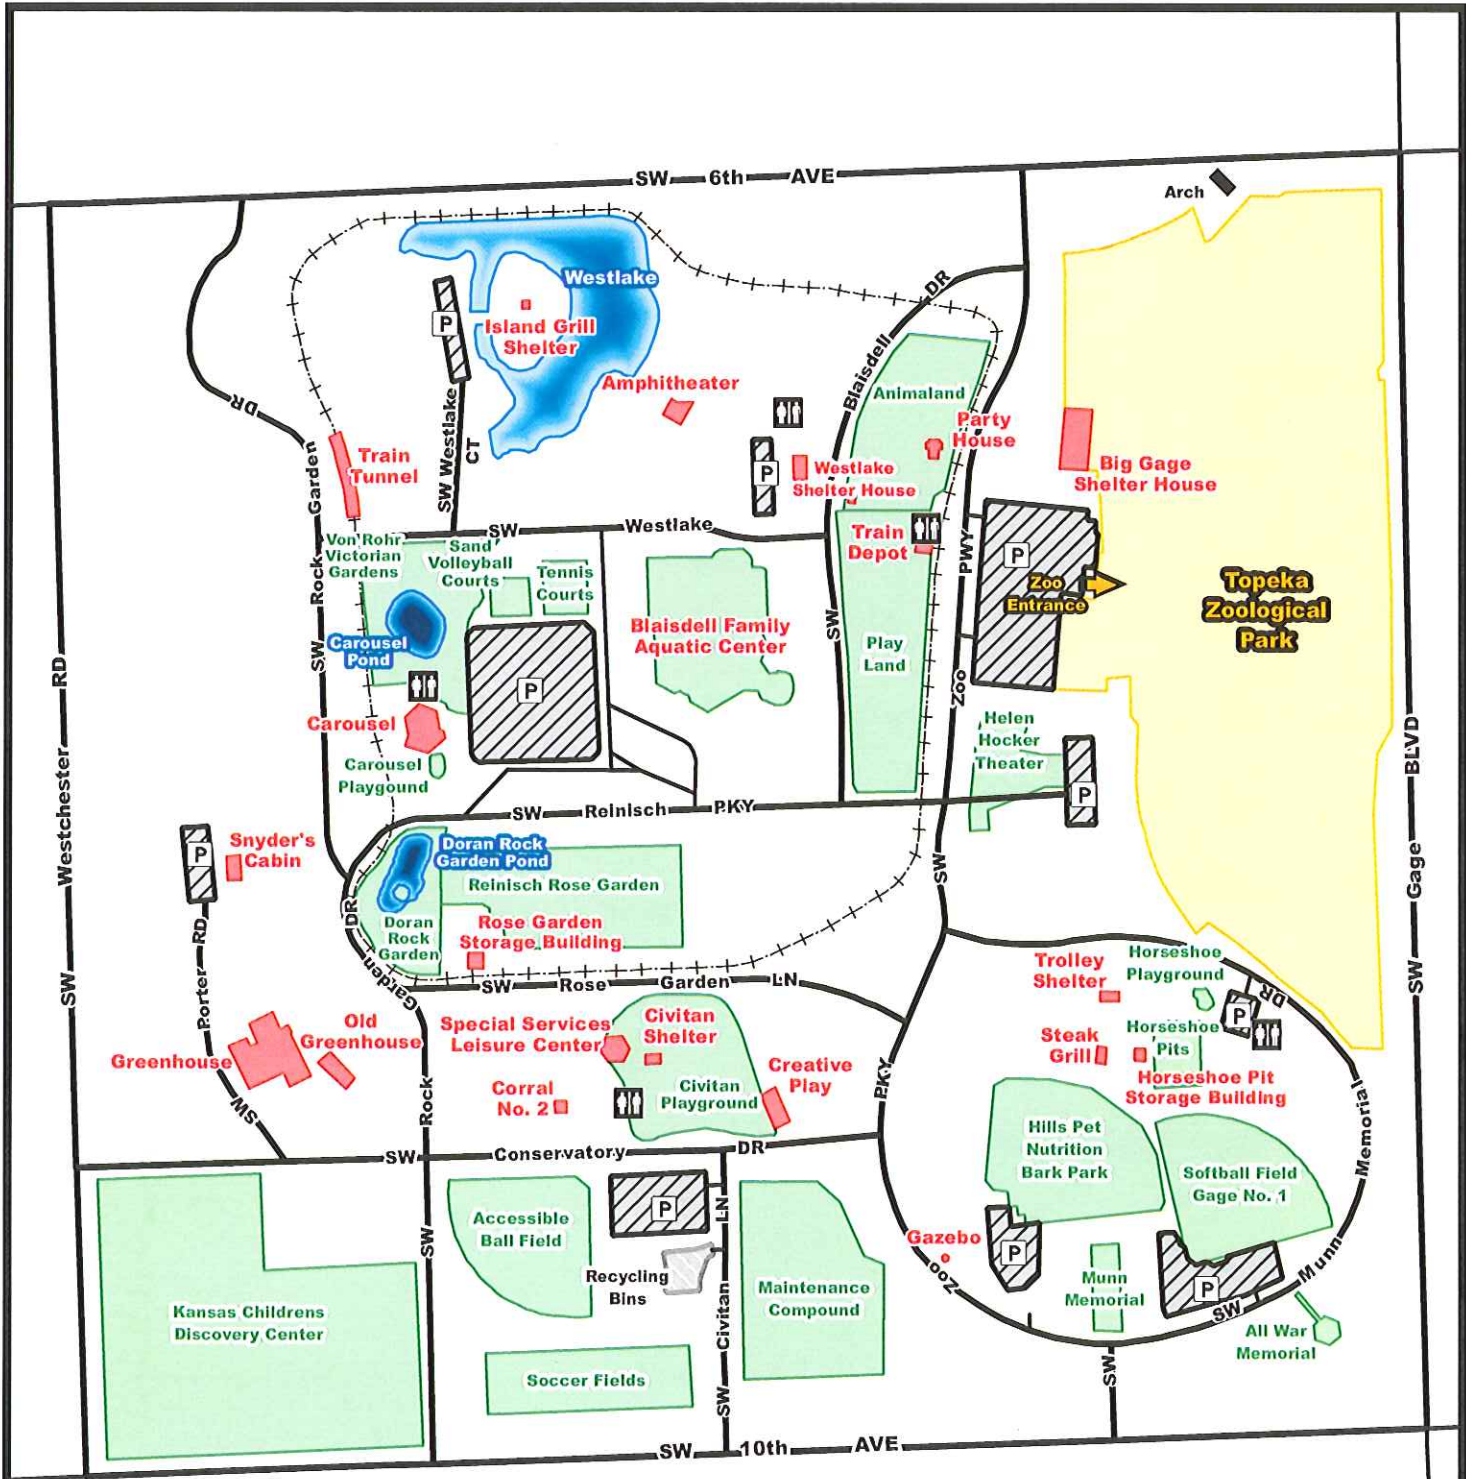 SW 6th AVE
Arch
Westlake
Island Grill
Shelter
P
Amphitheater
DR
Blaisdell
SW
Animaland
Party
House
Big Gage
Shelter House
DR
SW Rock Garden
Train
Tunnel
SW Westlake
CT
P
Westlake
Shelter House
SW Westlake
Train
Depot
PWY
Zoo
SW
P
Zoo
Entrance
Topeka
Zoological
Park
Von Rohr
Victorian
Gardens
Sand
Volleyball
Courts
Tennis
Courts
Carousel
Pond
P
Blaisdell Family
Aquatic Center
Play
Land
Carousel
Carousel
Playgound
Helen
Hocker
Theater
P
SW Reinisch PKY
SW Westchester RD
SW Gage BLVD
P
Snyder's
Cabin
Doran Rock
Garden Pond
Reinisch Rose Garden
Doran
Rock
Garden
Rose Garden
Storage Building
SW Rock Garden DR
SW Rose Garden LN
SW Porter RD
Greenhouse
Old
Greenhouse
Special Services
Leisure Center
Civitan
Shelter
Corral
No. 2
Civitan
Playground
Creative
Play
Trolley
Shelter
Horseshoe
Playground
DR
P
Steak
Grill
Horseshoe
Pits
Horseshoe Pit
Storage Building
Zoo PKY
SW Munn Memorial
Hills Pet
Nutrition
Bark Park
Softball Field
Gage No. 1
SW Conservatory DR
Kansas Childrens
Discovery Center
Accessible
Ball Field
P
Recycling
Bins
SW Civitan LN
Maintenance
Compound
Soccer Fields
Gazebo
P
Munn
Memorial
P
All War
Memorial
SW
SW 10th AVE